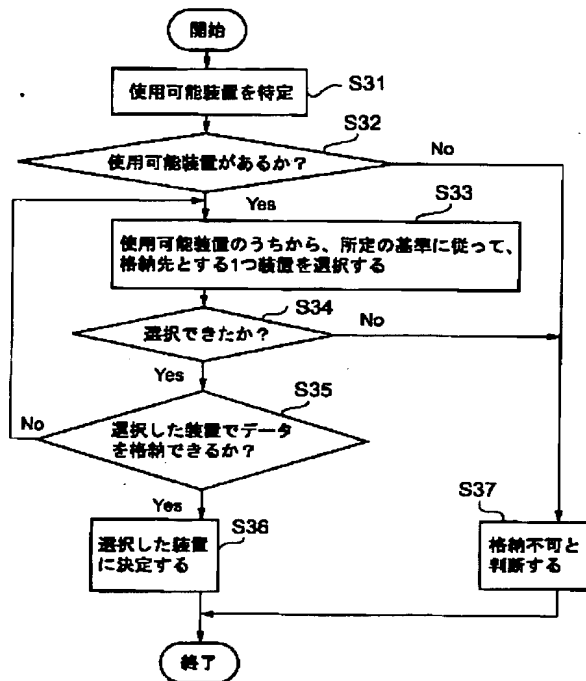 開始
使用可能装置を特定
S31
S32
使用可能装置があるか?
No
Yes
S33
使用可能装置のうちから、所定の基準に従って、
格納先とする1つ装置を選択する
S34
選択できたか?
No
Yes
S35
No
選択した装置でデータ
を格納できるか?
Yes
S36
S37
選択した装置
に決定する
格納不可と
判断する
終了